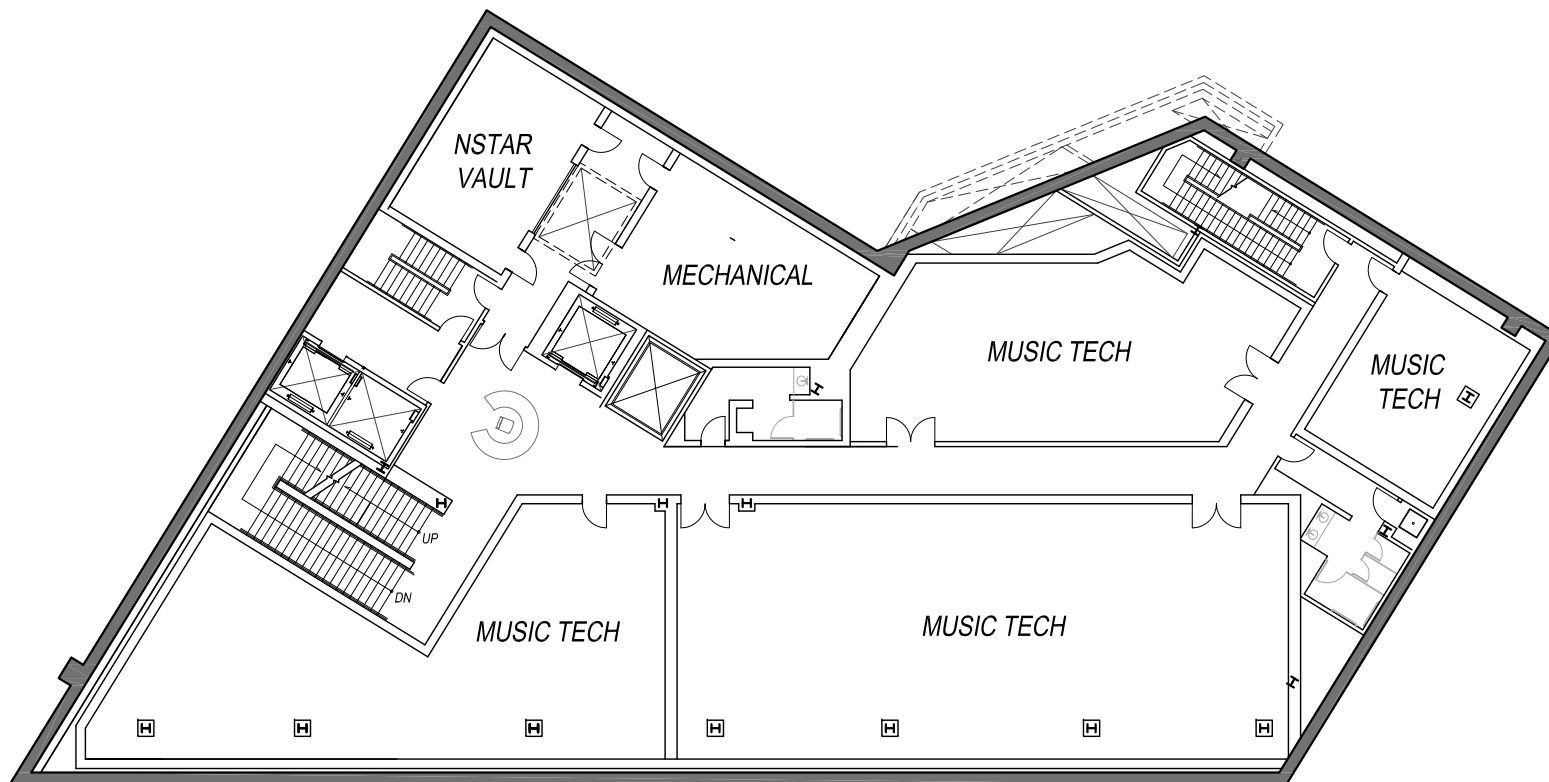 NSTAR
VAULT
MECHANICAL
MUSIC TECH
MUSIC
TECH
UP
DN
MUSIC TECH
MUSIC TECH